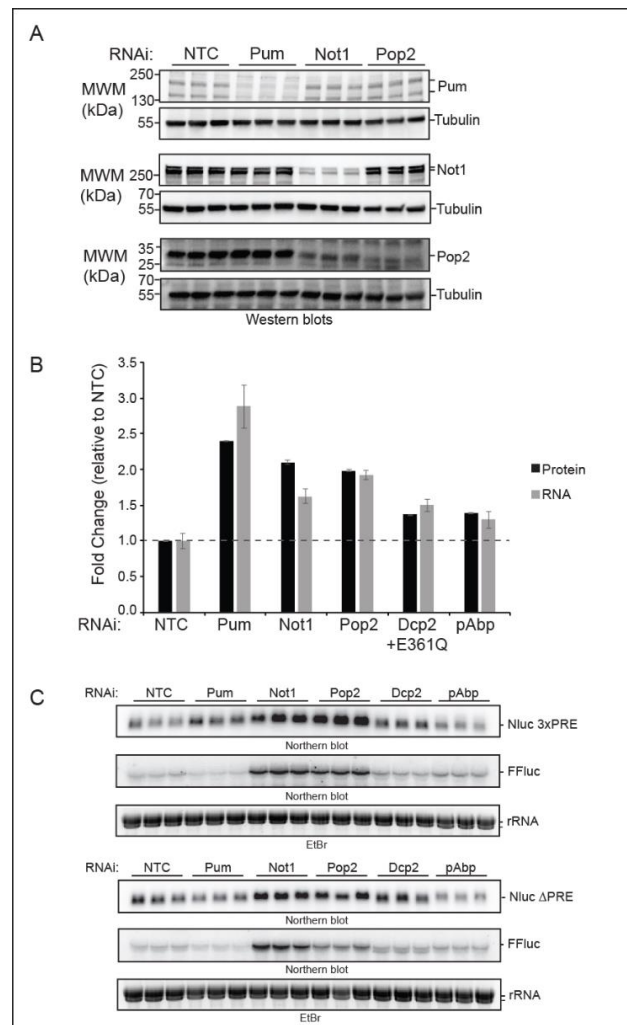 A
RNAi: NTC Pum Not1 Pop2
MWM (kDa) 250 130 Pum
55 Tubulin
MWM (kDa) 250 Not1
70 55 Tubulin
MWM (kDa) 35 25 Pop2
70 55 Tubulin
Western blots
B
Fold Change (relative to NTC)
3.5
3.0
2.5
2.0
1.5
1.0
0.5
0.0
Protein
RNA
RNAi: NTC Pum Not1 Pop2 Dcp2 +E361Q pAbp
C
RNAi: NTC Pum Not1 Pop2 Dcp2 pAbp
Nluc 3xPRE
Northern blot
FFluc
Northern blot
rRNA
EtBr
RNAi: NTC Pum Not1 Pop2 Dcp2 pAbp
Nluc ΔPRE
Northern blot
FFluc
Northern blot
rRNA
EtBr